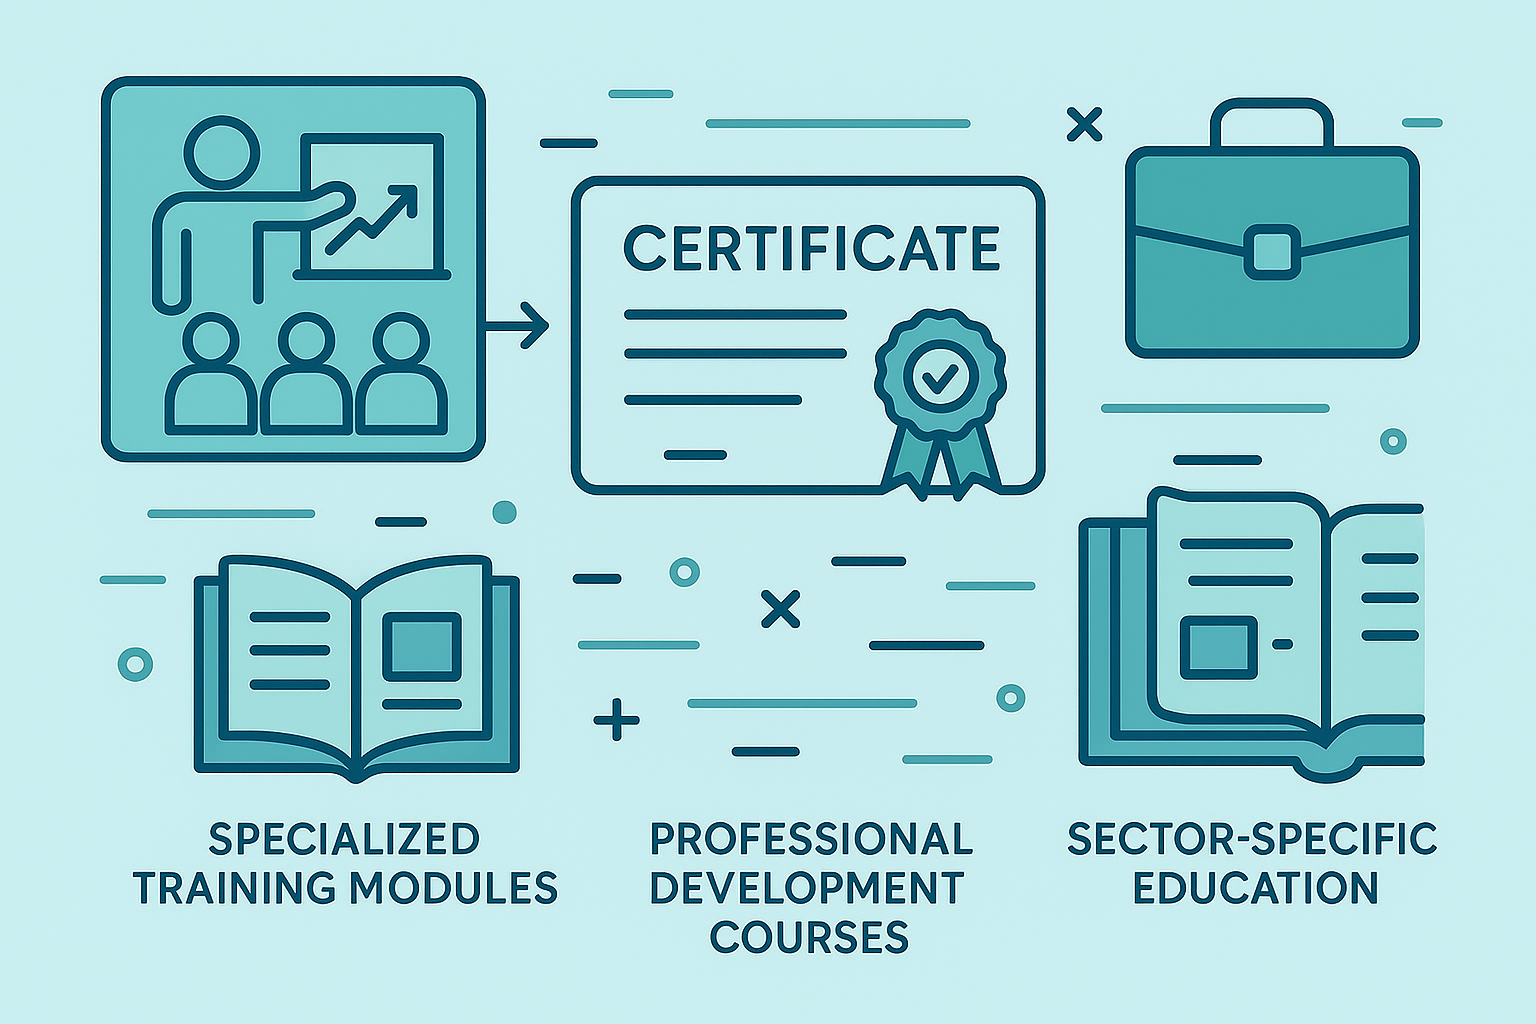 CERTIFICATE
SPECIALIZED
TRAINING MODULES
PROFESSIONAL
DEVELOPMENT
COURSES
SECTOR-SPECIFIC
EDUCATION